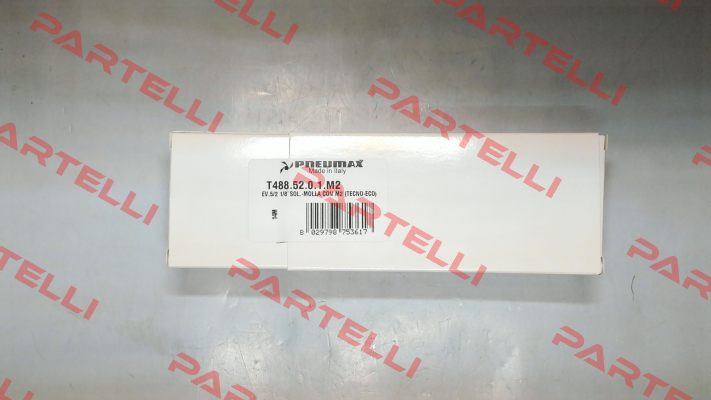 PNEUMAX
Made in Italy
T488.52.0.1.M2
EV.5/2 1/8" SOL.-MOLLA CON M2 (TECNO-ECO)
8 029798 753617
PARTELLI
PARTELLI
PARTELLI
PARTELLI
PARTELLI
PARTELLI
PARTELLI
PARTELLI
PARTELLI